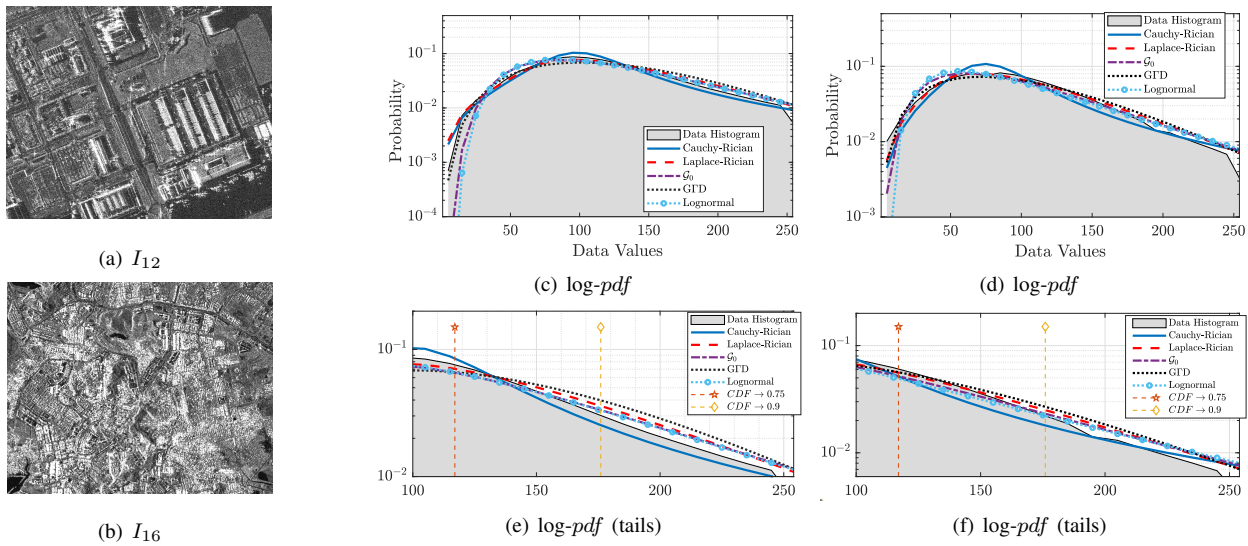 (a) I12
(b) I16
Probability
10^-1
10^-2
10^-3
10^-4
50 100 150 200 250
Data Values
Data Histogram
Cauchy-Rician
Laplace-Rician
𝒢0
GΓD
Lognormal
(c) log-pdf
Probability
10^-1
10^-2
10^-3
50 100 150 200 250
Data Values
Data Histogram
Cauchy-Rician
Laplace-Rician
𝒢0
GΓD
Lognormal
(d) log-pdf
10^-1
10^-2
100 150 200 250
Data Histogram
Cauchy-Rician
Laplace-Rician
𝒢0
GΓD
Lognormal
CDF → 0.75
CDF → 0.9
(e) log-pdf (tails)
10^-1
10^-2
100 150 200 250
Data Histogram
Cauchy-Rician
Laplace-Rician
𝒢0
GΓD
Lognormal
CDF → 0.75
CDF → 0.9
(f) log-pdf (tails)